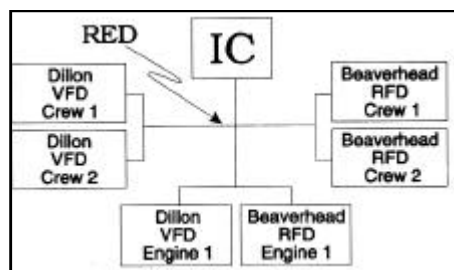 RED
IC
Dillon
VFD
Crew 1
Beaverhead
RFD
Crew 1
Dillon
VFD
Crew 2
Beaverhead
RFD
Crew 2
Dillon
VFD
Engine 1
Beaverhead
RFD
Engine 1